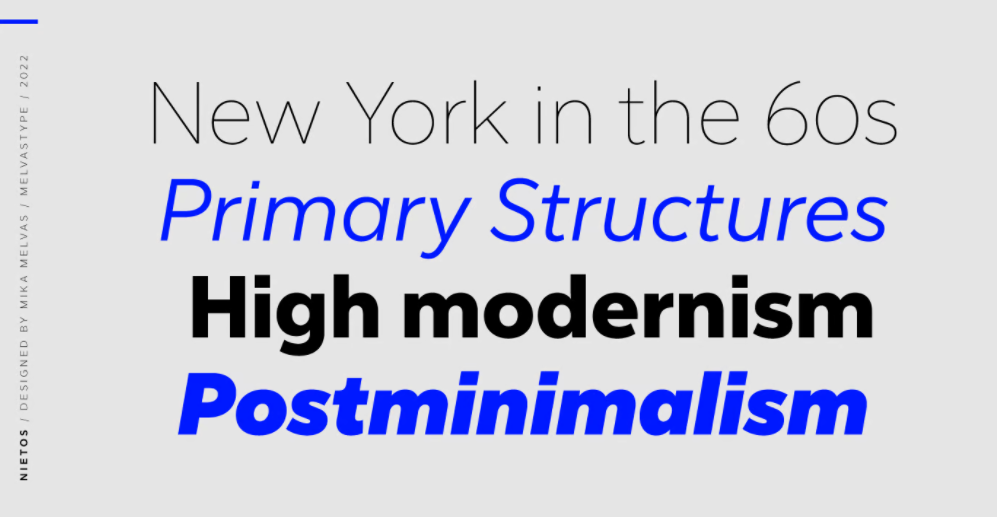 New York in the 60s
Primary Structures
High modernism
Postminimalism
NIETOS / DESIGNED BY MIKA MELVAS / MELVASTYPE / 2022